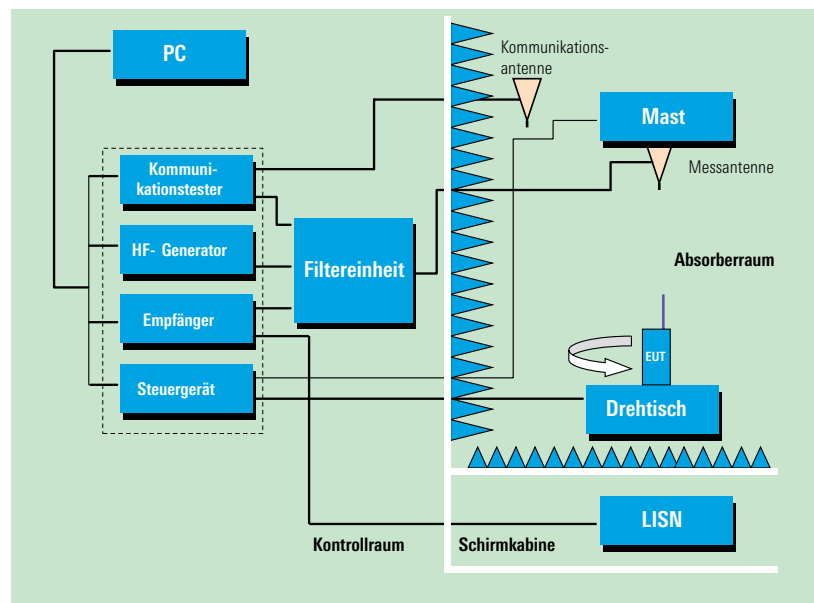 PC
Kommunikations-
antenne
Mast
Messantenne
Kommuni-
kationstester
HF- Generator
Filtereinheit
Absorberraum
Empfänger
EUT
Steuergerät
Drehtisch
LISN
Kontrollraum
Schirmkabine